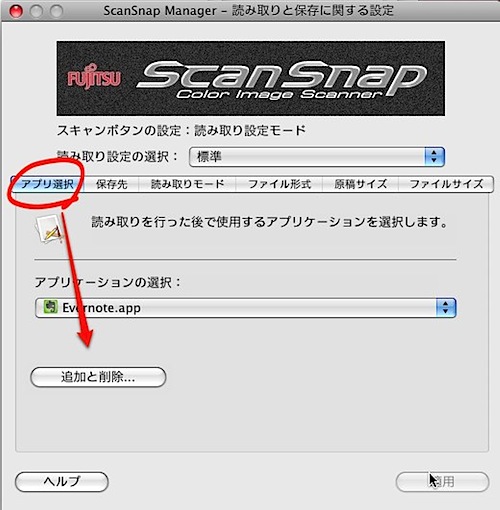 ScanSnap Manager – 読み取りと保存に関する設定
FUJITSU
ScanSnap
Color Image Scanner
スキャンボタンの設定：読み取り設定モード
読み取り設定の選択： 標準
アプリ選択 保存先 読み取りモード ファイル形式 原稿サイズ ファイルサイズ
読み取りを行った後で使用するアプリケーションを選択します。
アプリケーションの選択：
Evernote.app
追加と削除...
ヘルプ 適用